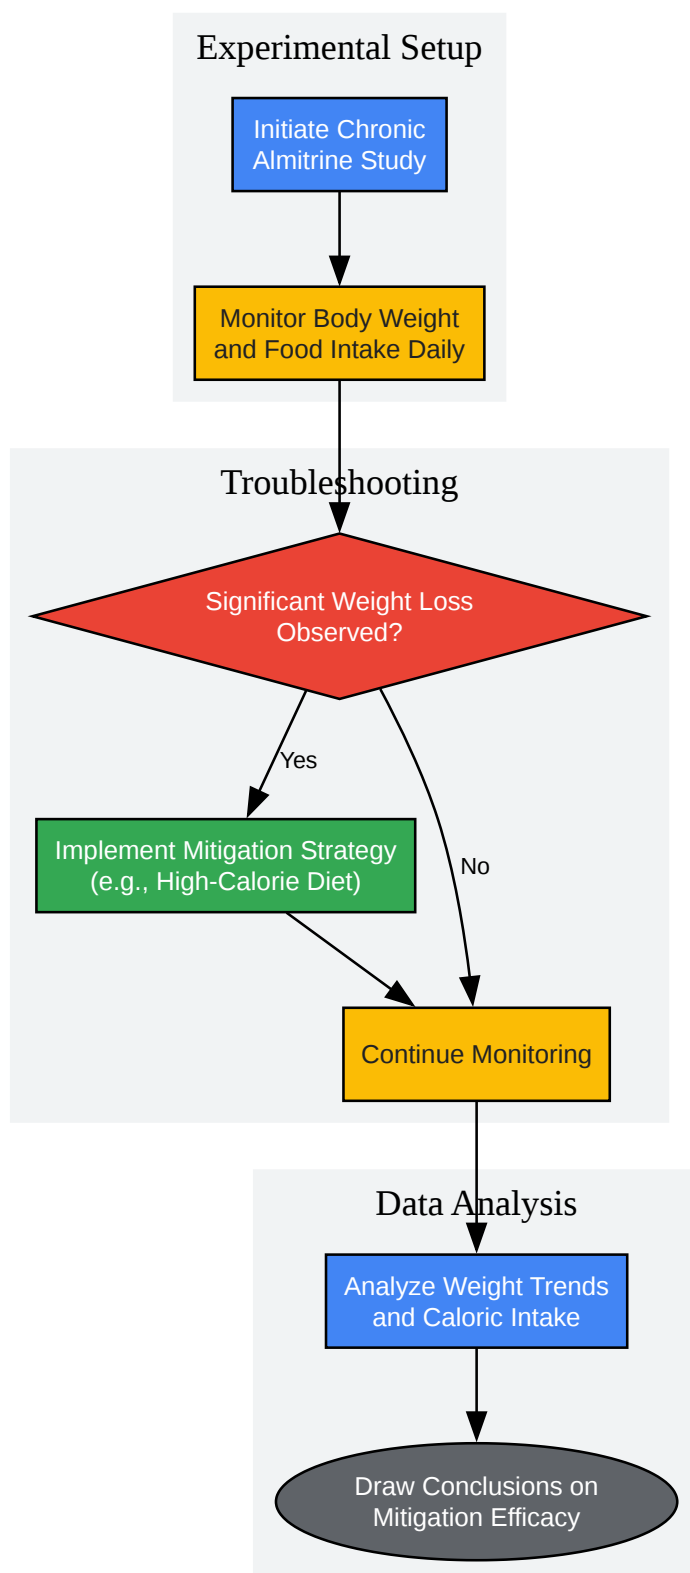 Experimental Setup
Initiate Chronic
Almitrine Study
Monitor Body Weight
and Food Intake Daily
Troubleshooting
Significant Weight Loss
Observed?
Yes
Implement Mitigation Strategy
(e.g., High-Calorie Diet)
No
Continue Monitoring
Data Analysis
Analyze Weight Trends
and Caloric Intake
Draw Conclusions on
Mitigation Efficacy